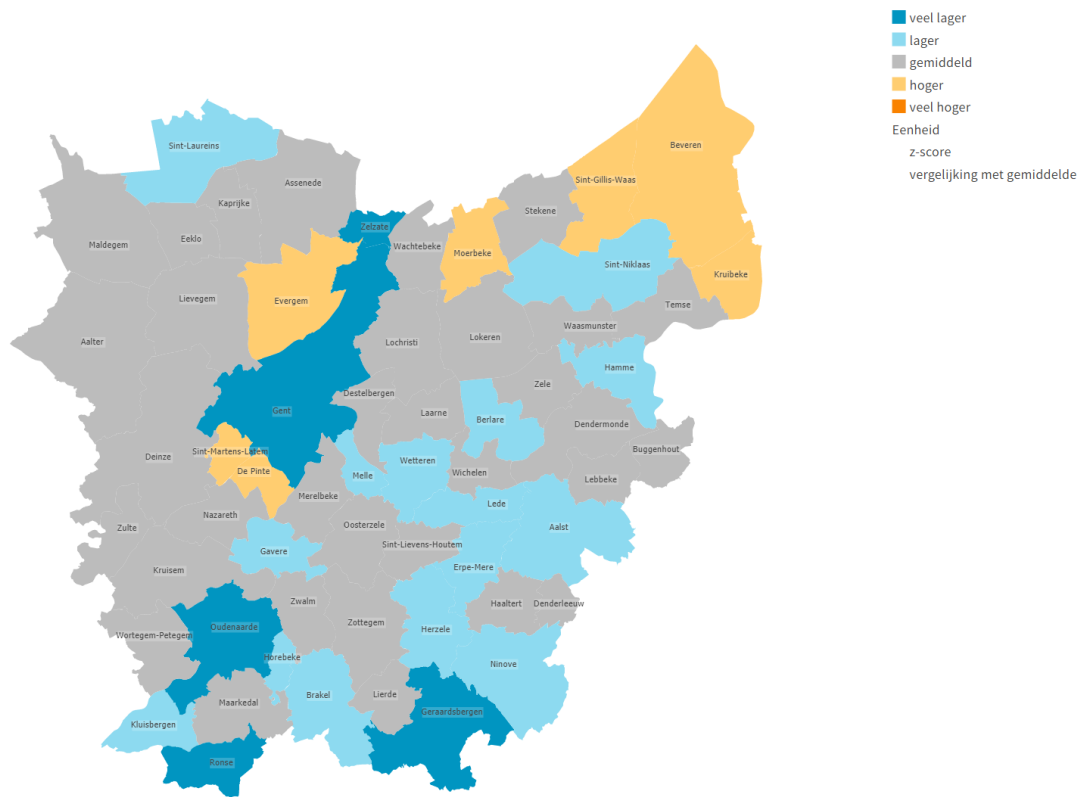 veel lager
lager
gemiddeld
hoger
veel hoger
Eenheid
z-score
vergelijking met gemiddelde
Sint-Laureins
Beveren
Assenede
Sint-Gillis-Waas
Kaprijke
Stekene
Zelzate
Eeklo
Maldegem
Wachtebeke
Moerbeke
Sint-Niklaas
Kruibeke
Lievegem
Evergem
Temse
Waasmunster
Lokeren
Aalter
Lochristi
Hamme
Zele
Destelbergen
Gent
Laarne
Berlare
Dendermonde
Buggenhout
Sint-Martens-Latem
Deinze
Wetteren
De Pinte
Wichelen
Melle
Lebbeke
Merelbeke
Lede
Nazareth
Oosterzele
Zulte
Aalst
Sint-Lievens-Houtem
Gavere
Erpe-Mere
Kruisem
Zwalm
Haaltert
Denderleeuw
Zottegem
Oudenaarde
Herzele
Wortegem-Petegem
Horebeke
Ninove
Brakel
Lierde
Maarkedal
Geraardsbergen
Kluisbergen
Ronse